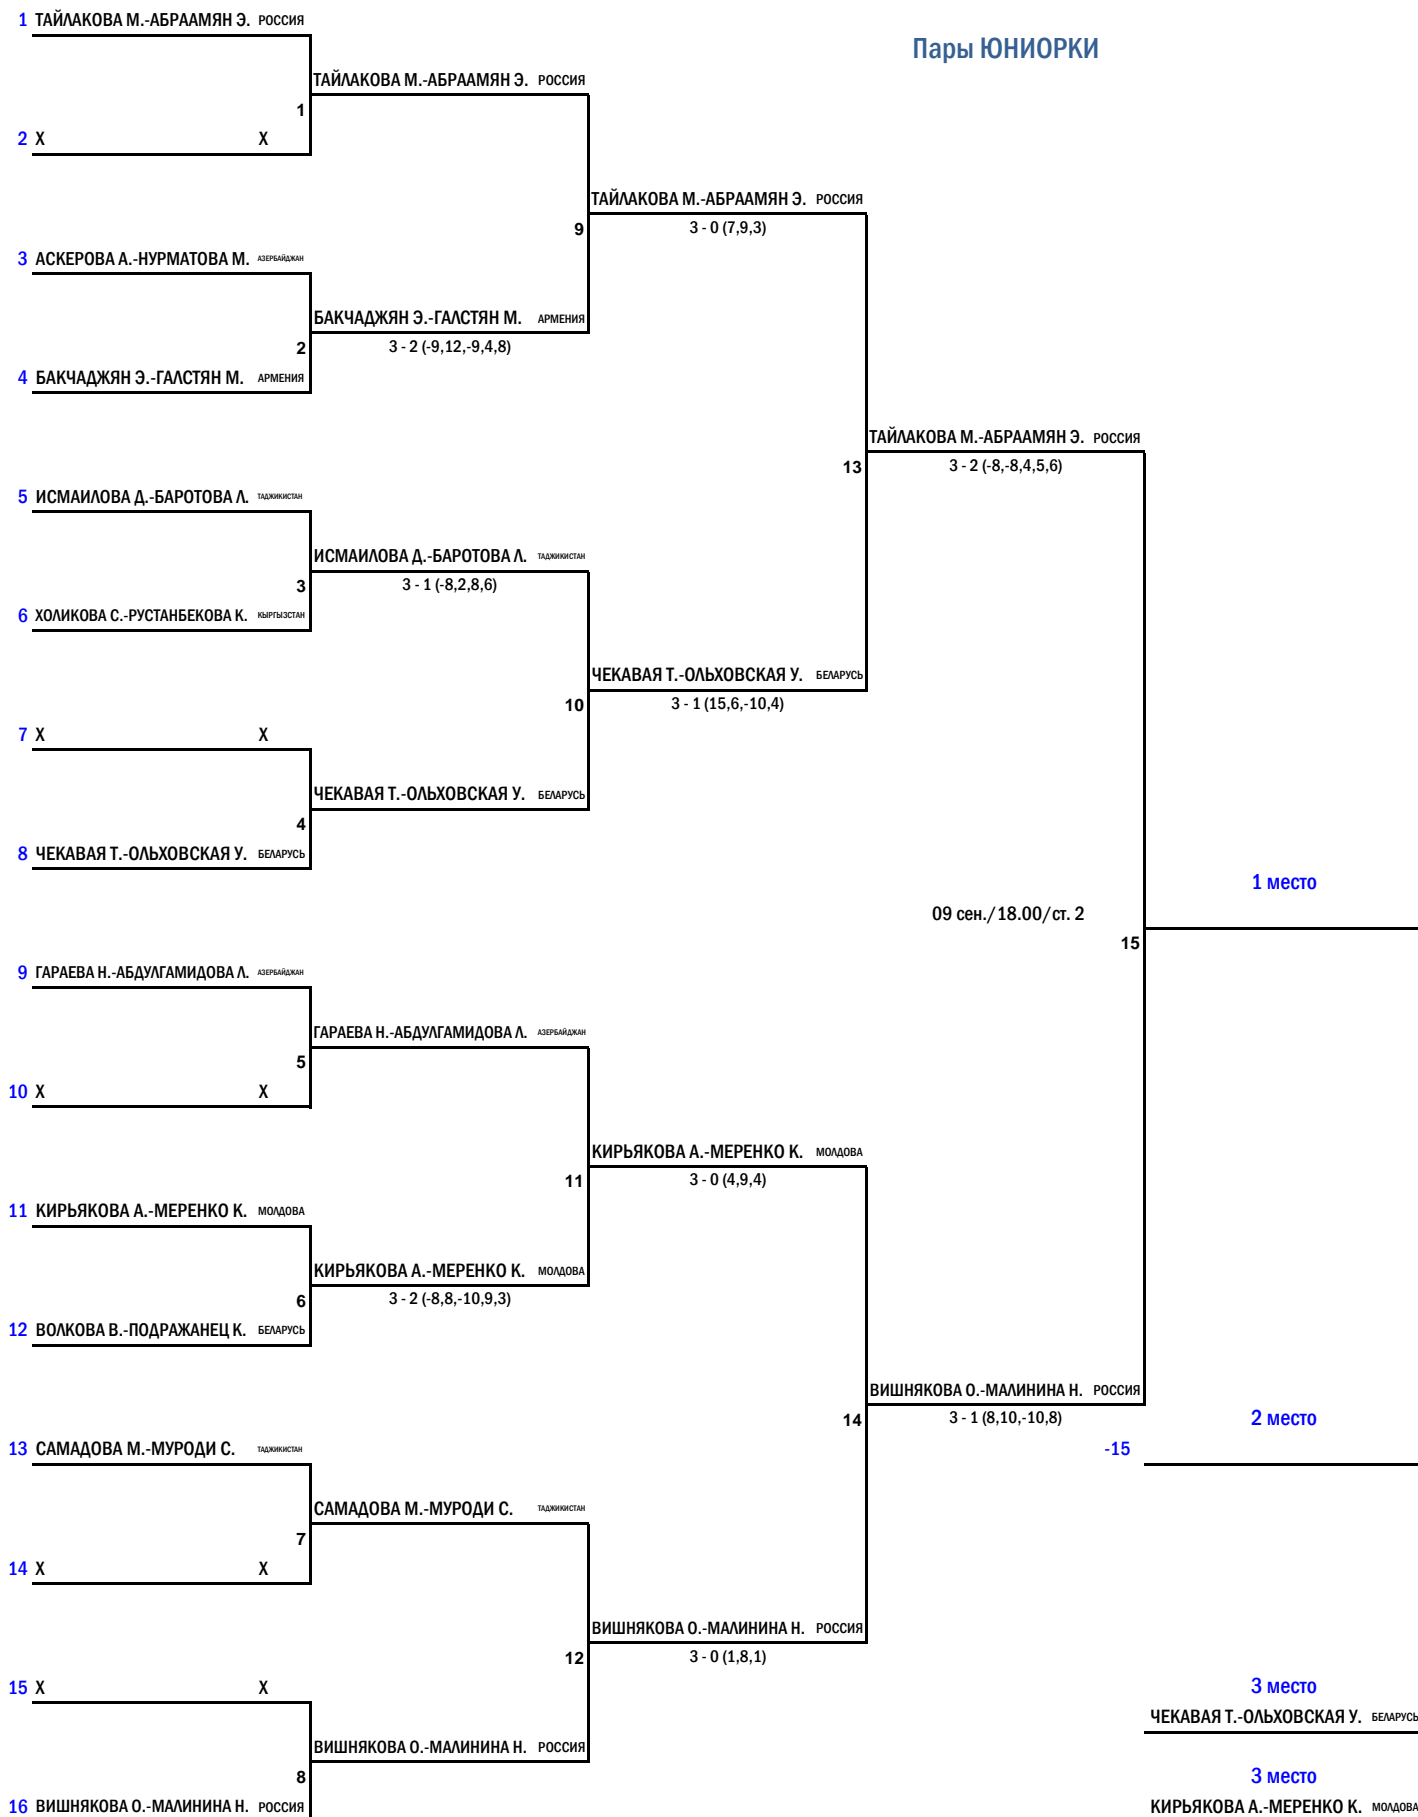 1 ТАЙЛАКОВА М.-АБРААМЯН Э. РОССИЯ
Пары ЮНИОРКИ
ТАЙЛАКОВА М.-АБРААМЯН Э. РОССИЯ
1
2 X X
ТАЙЛАКОВА М.-АБРААМЯН Э. РОССИЯ
9 3 - 0 (7,9,3)
3 АСКЕРОВА А.-НУРМАТОВА М. АЗЕРБАЙДЖАН
БАКЧАДЖЯН Э.-ГАЛСТЯН М. АРМЕНИЯ
2 3 - 2 (-9,12,-9,4,8)
4 БАКЧАДЖЯН Э.-ГАЛСТЯН М. АРМЕНИЯ
ТАЙЛАКОВА М.-АБРААМЯН Э. РОССИЯ
13 3 - 2 (-8,-8,4,5,6)
5 ИСМАИЛОВА Д.-БАРОТОВА Л. ТАДЖИКИСТАН
ИСМАИЛОВА Д.-БАРОТОВА Л. ТАДЖИКИСТАН
3 3 - 1 (-8,2,8,6)
6 ХОЛИКОВА С.-РУСТАНБЕКОВА К. КЫРГЫЗСТАН
ЧЕКАВАЯ Т.-ОЛЬХОВСКАЯ У. БЕЛАРУСЬ
10 3 - 1 (15,6,-10,4)
7 X X
ЧЕКАВАЯ Т.-ОЛЬХОВСКАЯ У. БЕЛАРУСЬ
4
8 ЧЕКАВАЯ Т.-ОЛЬХОВСКАЯ У. БЕЛАРУСЬ
1 место
09 сен./18.00/ст. 2
15
9 ГАРАЕВА Н.-АБДУЛГАМИДОВА Л. АЗЕРБАЙДЖАН
ГАРАЕВА Н.-АБДУЛГАМИДОВА Л. АЗЕРБАЙДЖАН
5
10 X X
КИРЬЯКОВА А.-МЕРЕНКО К. МОЛДОВА
11 3 - 0 (4,9,4)
11 КИРЬЯКОВА А.-МЕРЕНКО К. МОЛДОВА
КИРЬЯКОВА А.-МЕРЕНКО К. МОЛДОВА
6 3 - 2 (-8,8,-10,9,3)
12 ВОЛКОВА В.-ПОДРАЖАНЕЦ К. БЕЛАРУСЬ
ВИШНЯКОВА О.-МАЛИНИНА Н. РОССИЯ
14 3 - 1 (8,10,-10,8)
2 место
13 САМАДОВА М.-МУРОДИ С. ТАДЖИКИСТАН
-15
САМАДОВА М.-МУРОДИ С. ТАДЖИКИСТАН
7
14 X X
ВИШНЯКОВА О.-МАЛИНИНА Н. РОССИЯ
12 3 - 0 (1,8,1)
15 X X
3 место
ЧЕКАВАЯ Т.-ОЛЬХОВСКАЯ У. БЕЛАРУСЬ
ВИШНЯКОВА О.-МАЛИНИНА Н. РОССИЯ
8
3 место
16 ВИШНЯКОВА О.-МАЛИНИНА Н. РОССИЯ
КИРЬЯКОВА А.-МЕРЕНКО К. МОЛДОВА